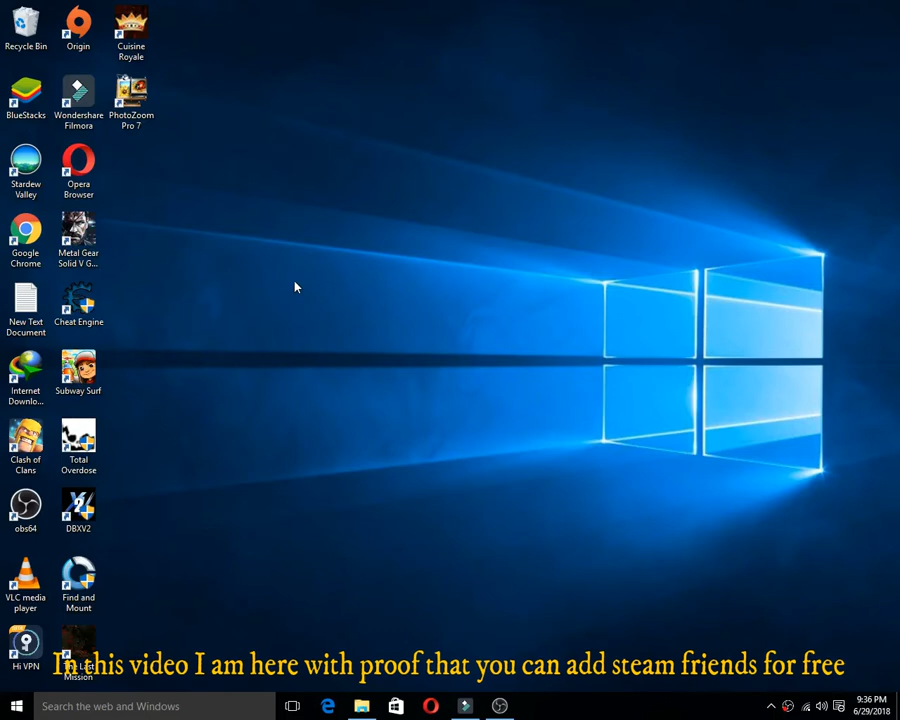 Recycle Bin
Origin
Cuisine
Royale
BlueStacks
Wondershare
Filmora
PhotoZoom
Pro 7
Stardew
Valley
Opera
Browser
Google
Chrome
Metal Gear
Solid V G...
New Text
Document
Cheat Engine
Internet
Downlo...
Subway Surf
Clash of
Clans
Total
Overdose
obs64
DBXV2
VLC media
player
Find and
Mount
Hi VPN
The Last
Mission
In this video I am here with proof that you can add steam friends for free
Search the web and Windows
9:36 PM
6/29/2018